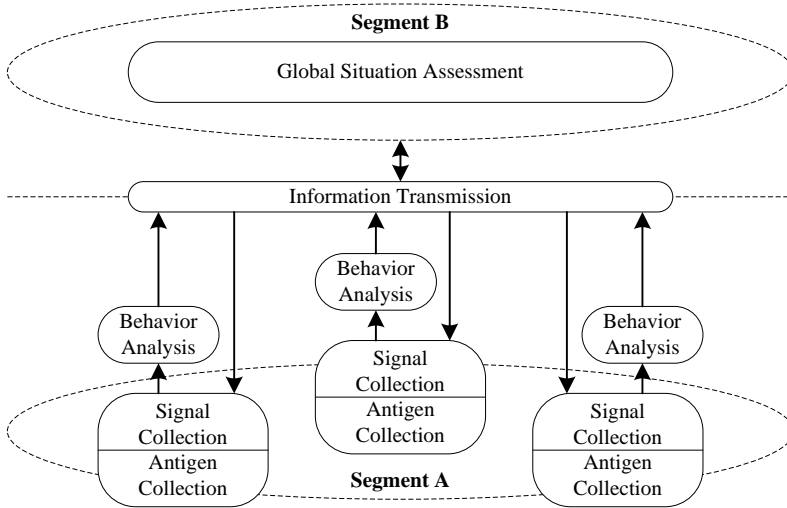 Segment B
Global Situation Assessment
Information Transmission
Behavior
Analysis
Behavior
Analysis
Behavior
Analysis
Signal
Collection
Antigen
Collection
Signal
Collection
Antigen
Collection
Signal
Collection
Antigen
Collection
Segment A